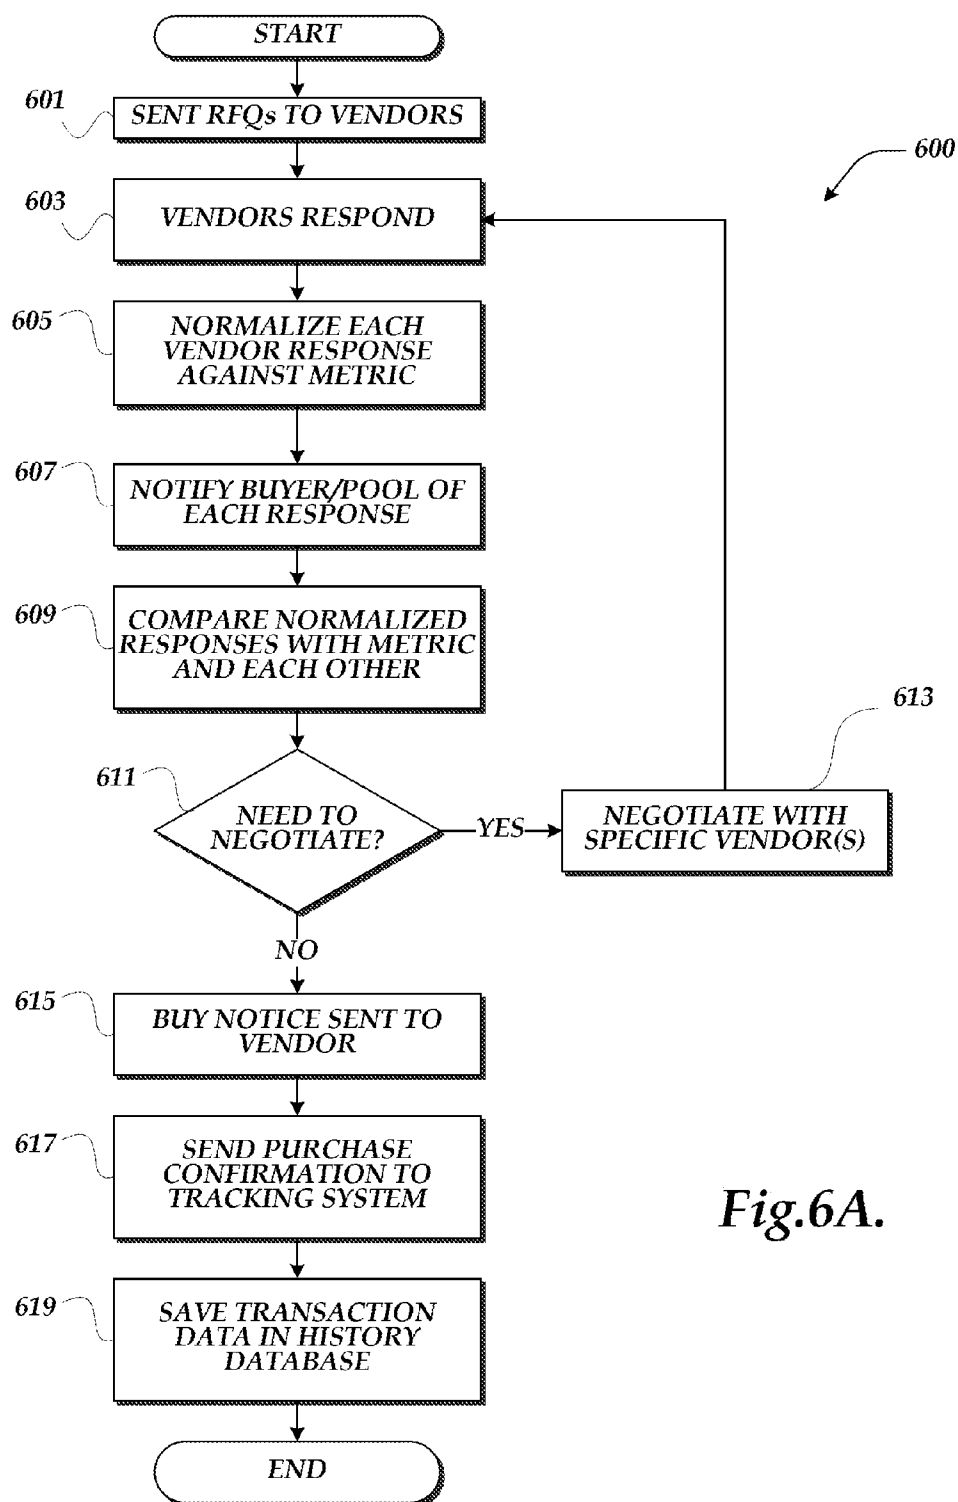 START
601
SENT RFQs TO VENDORS
600
603
VENDORS RESPOND
605
NORMALIZE EACH
VENDOR RESPONSE
AGAINST METRIC
607
NOTIFY BUYER/POOL OF
EACH RESPONSE
609
COMPARE NORMALIZED
RESPONSES WITH METRIC
AND EACH OTHER
611
NEED TO
NEGOTIATE?
YES
613
NEGOTIATE WITH
SPECIFIC VENDOR(S)
NO
615
BUY NOTICE SENT TO
VENDOR
617
SEND PURCHASE
CONFIRMATION TO
TRACKING SYSTEM
Fig.6A.
619
SAVE TRANSACTION
DATA IN HISTORY
DATABASE
END